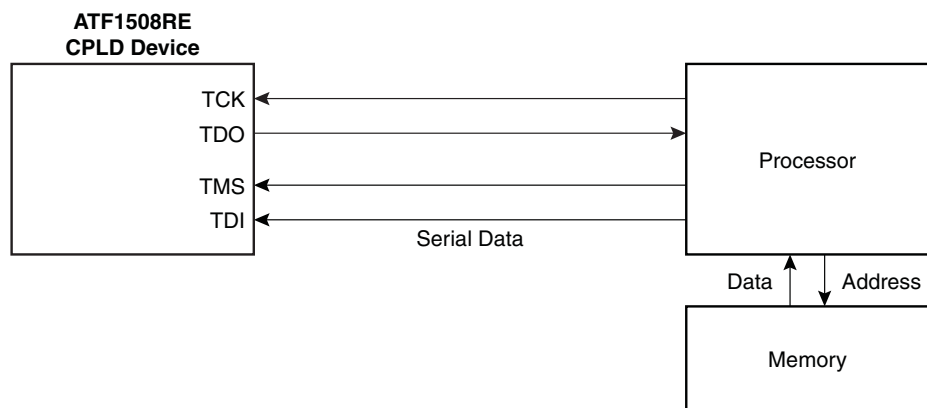 ATF1508RE
CPLD Device
TCK
TDO
TMS
TDI
Serial Data
Processor
Data
Address
Memory